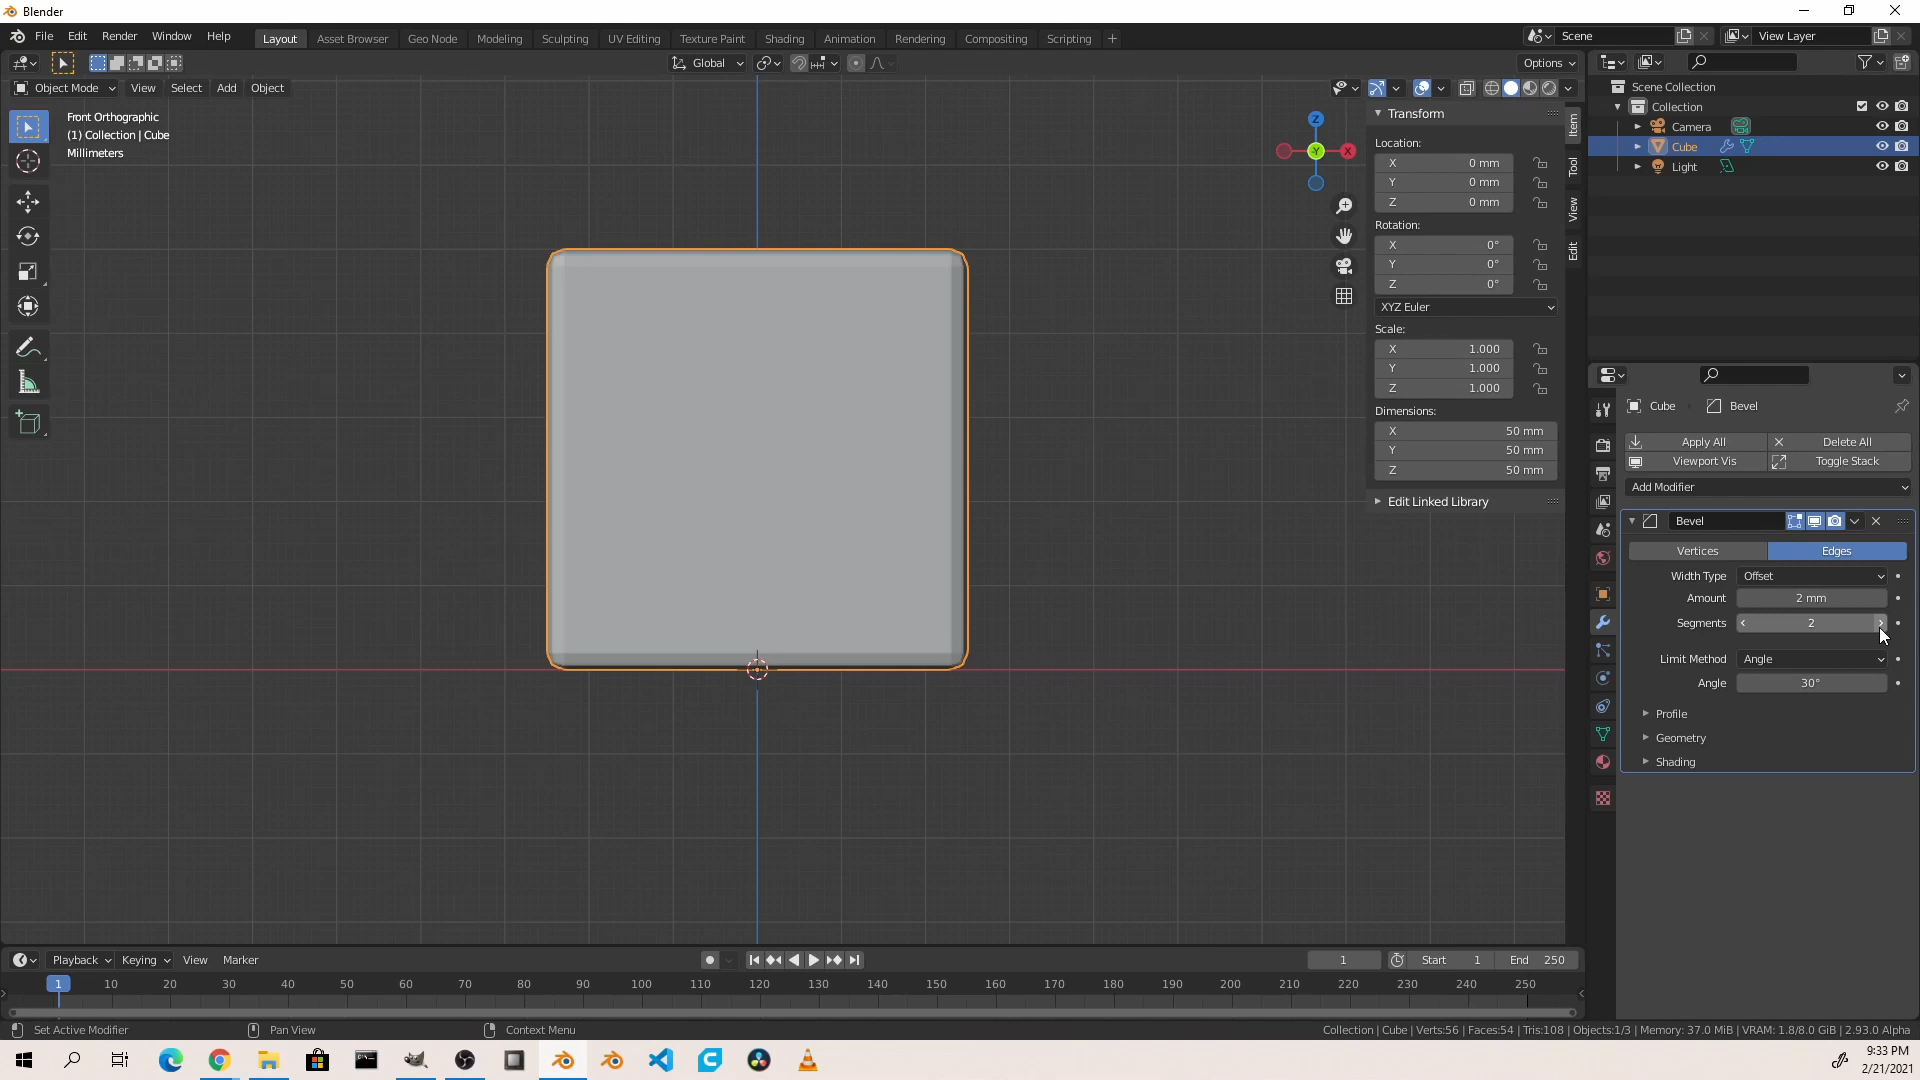 Blender
File Edit Render Window Help
Layout Asset Browser Geo Node Modeling Sculpting UV Editing Texture Paint Shading Animation Rendering Compositing Scripting +
Scene View Layer
Global Options
Object Mode View Select Add Object
Front Orthographic
(1) Collection | Cube
Millimeters
Z
Y
X
Transform
Location:
X 0 mm
Y 0 mm
Z 0 mm
Rotation:
X 0°
Y 0°
Z 0°
XYZ Euler
Scale:
X 1.000
Y 1.000
Z 1.000
Dimensions:
X 50 mm
Y 50 mm
Z 50 mm
Edit Linked Library
Item
Tool
View
Edit
Scene Collection
Collection
Camera
Cube
Light
Cube Bevel
Apply All Delete All
Viewport Vis Toggle Stack
Add Modifier
Bevel
Vertices Edges
Width Type Offset
Amount 2 mm
Segments 2
Limit Method Angle
Angle 30°
Profile
Geometry
Shading
Playback Keying View Marker
1 Start 1 End 250
1 10 20 30 40 50 60 70 80 90 100 110 120 130 140 150 160 170 180 190 200 210 220 230 240 250
Set Active Modifier Pan View Context Menu
Collection | Cube | Verts:56 | Faces:54 | Tris:108 | Objects:1/3 | Memory: 37.0 MiB | VRAM: 1.8/8.0 GiB | 2.93.0 Alpha
9:33 PM
2/21/2021